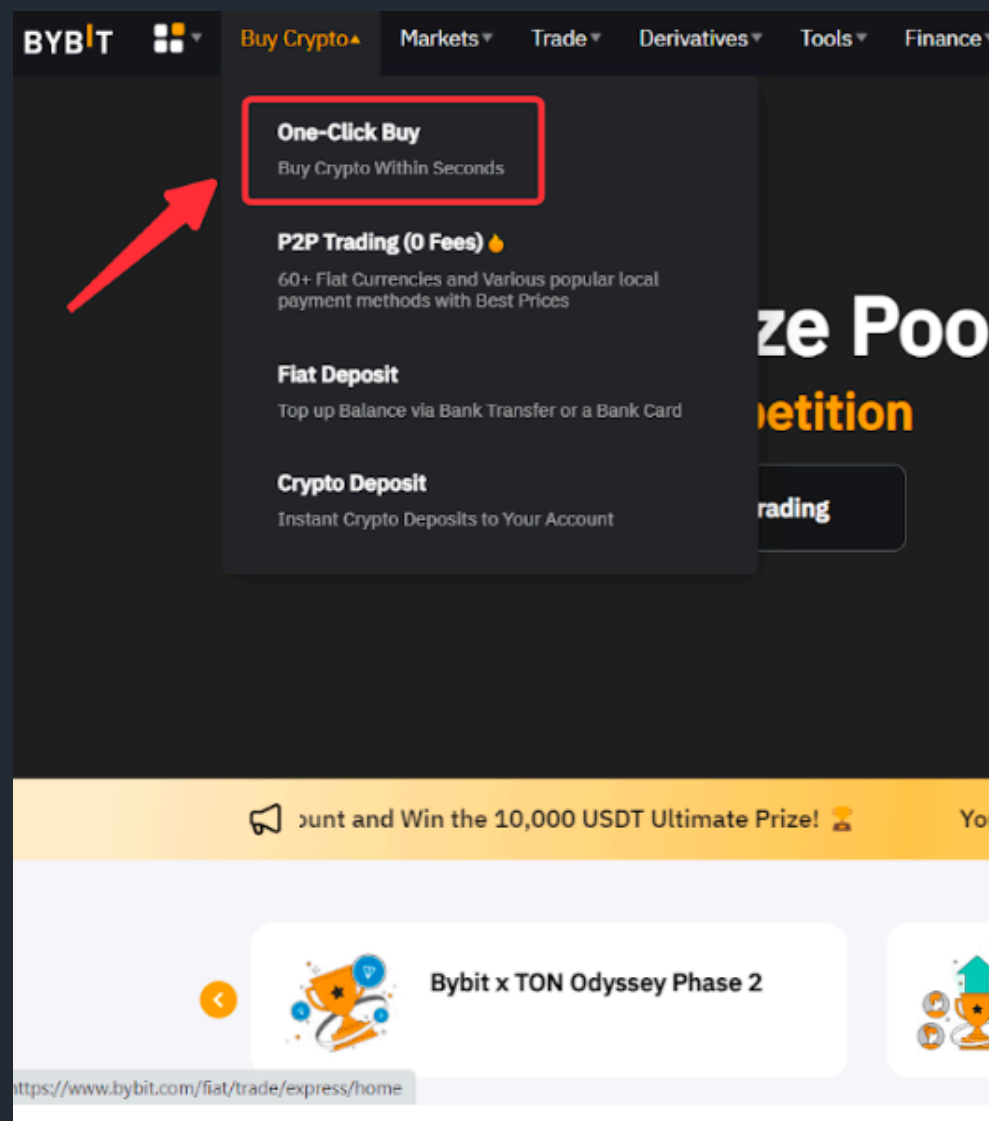 BYBIT Buy Crypto Markets Trade Derivatives Tools Finance
One-Click Buy
Buy Crypto Within Seconds
P2P Trading (0 Fees)
60+ Fiat Currencies and Various popular local
payment methods with Best Prices
Fiat Deposit
Top up Balance via Bank Transfer or a Bank Card
Crypto Deposit
Instant Crypto Deposits to Your Account
ze Poo
petition
rading
ount and Win the 10,000 USDT Ultimate Prize! You
Bybit x TON Odyssey Phase 2
https://www.bybit.com/fiat/trade/express/home